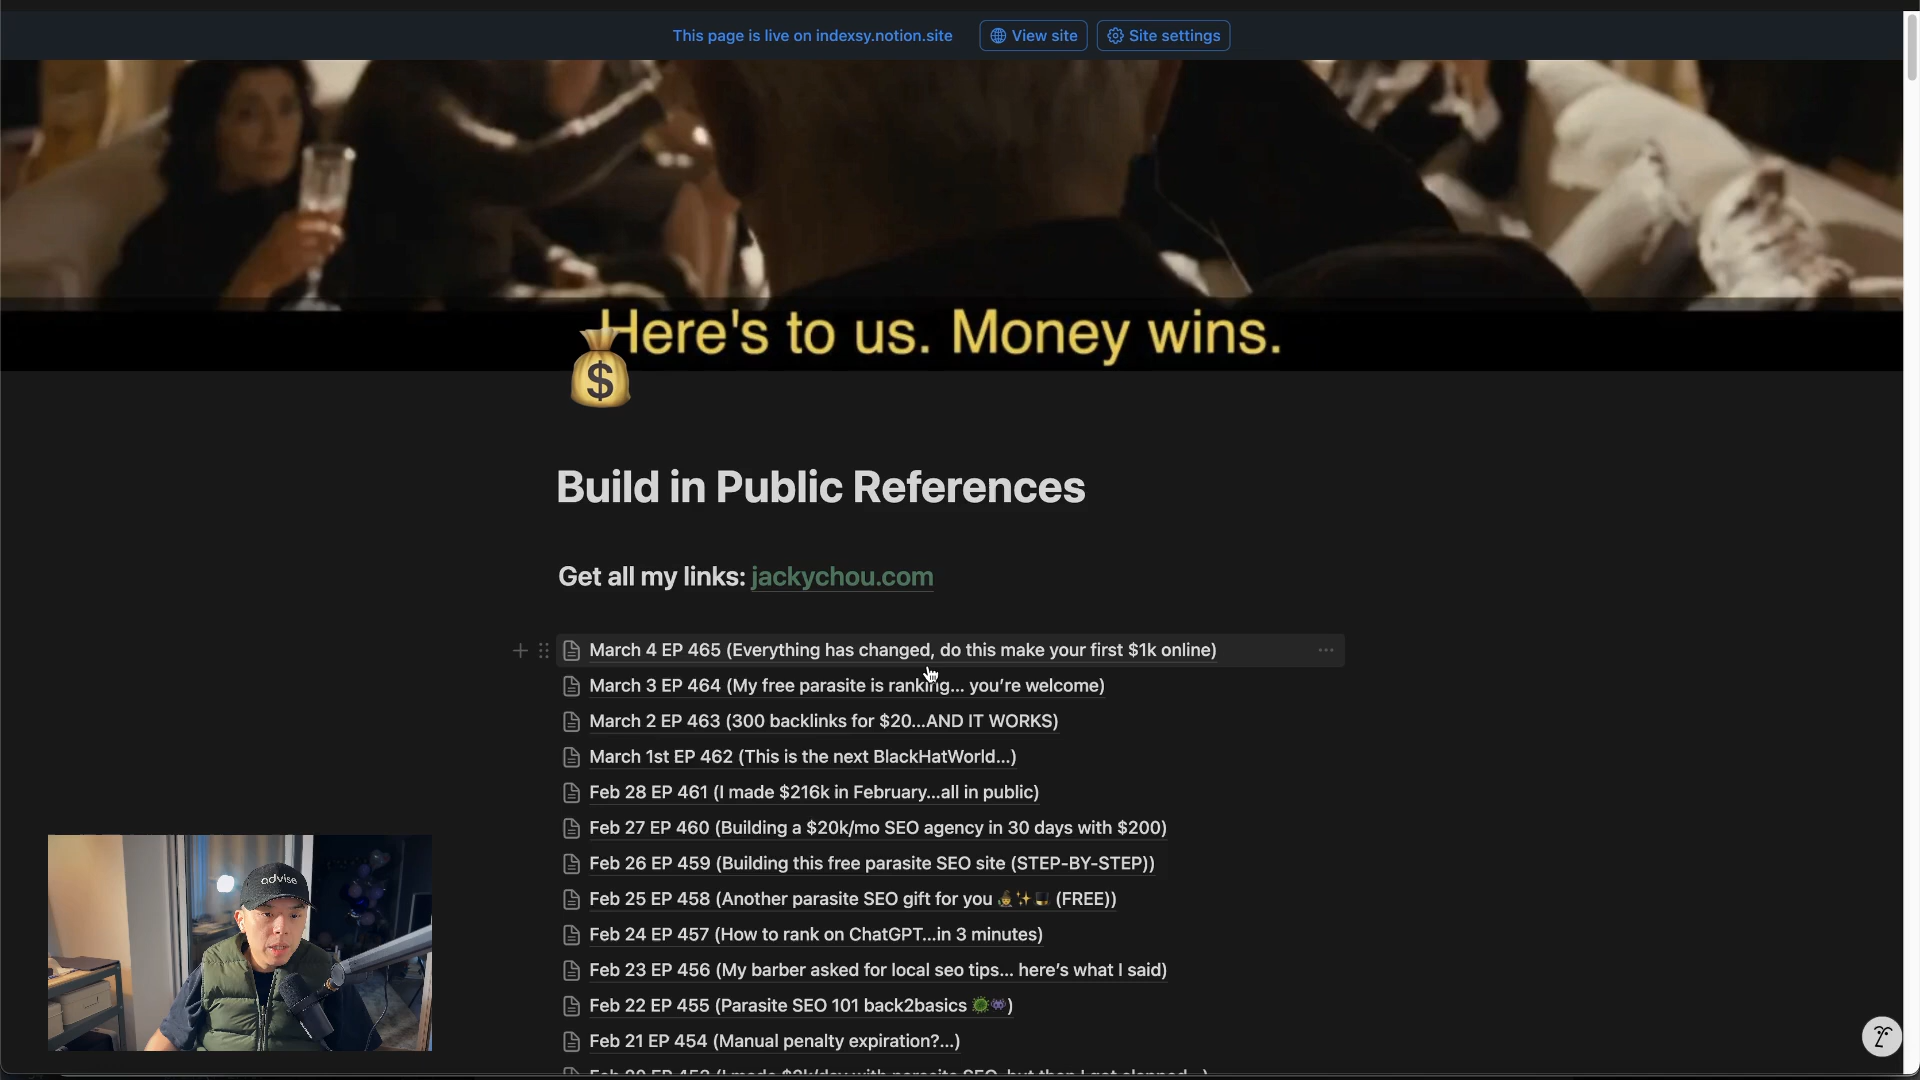 This page is live on indexsy.notion.site
View site
Site settings
Here's to us. Money wins.
$
Build in Public References
Get all my links: jackychou.com
March 4 EP 465 (Everything has changed, do this make your first $1k online)
March 3 EP 464 (My free parasite is ranking... you’re welcome)
March 2 EP 463 (300 backlinks for $20...AND IT WORKS)
March 1st EP 462 (This is the next BlackHatWorld...)
Feb 28 EP 461 (I made $216k in February...all in public)
Feb 27 EP 460 (Building a $20k/mo SEO agency in 30 days with $200)
Feb 26 EP 459 (Building this free parasite SEO site (STEP-BY-STEP))
Feb 25 EP 458 (Another parasite SEO gift for you (FREE))
Feb 24 EP 457 (How to rank on ChatGPT...in 3 minutes)
Feb 23 EP 456 (My barber asked for local seo tips... here’s what I said)
Feb 22 EP 455 (Parasite SEO 101 back2basics)
advise
Feb 21 EP 454 (Manual penalty expiration?...)